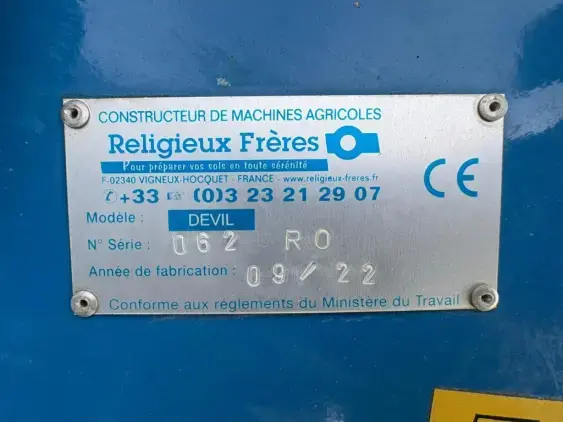 CONSTRUCTEUR DE MACHINES AGRICOLES
Religieux Frères
Pour préparer vos sols en toute sérénité
F-02340 VIGNEUX-HOCQUET - FRANCE - www.religieux-freres.fr
✆+33 ☞ (0)3 23 21 29 07
CE
Modèle : DEVIL
N° Série : 062 RO
Année de fabrication : 09/22
Conforme aux règlements du Ministère du Travail